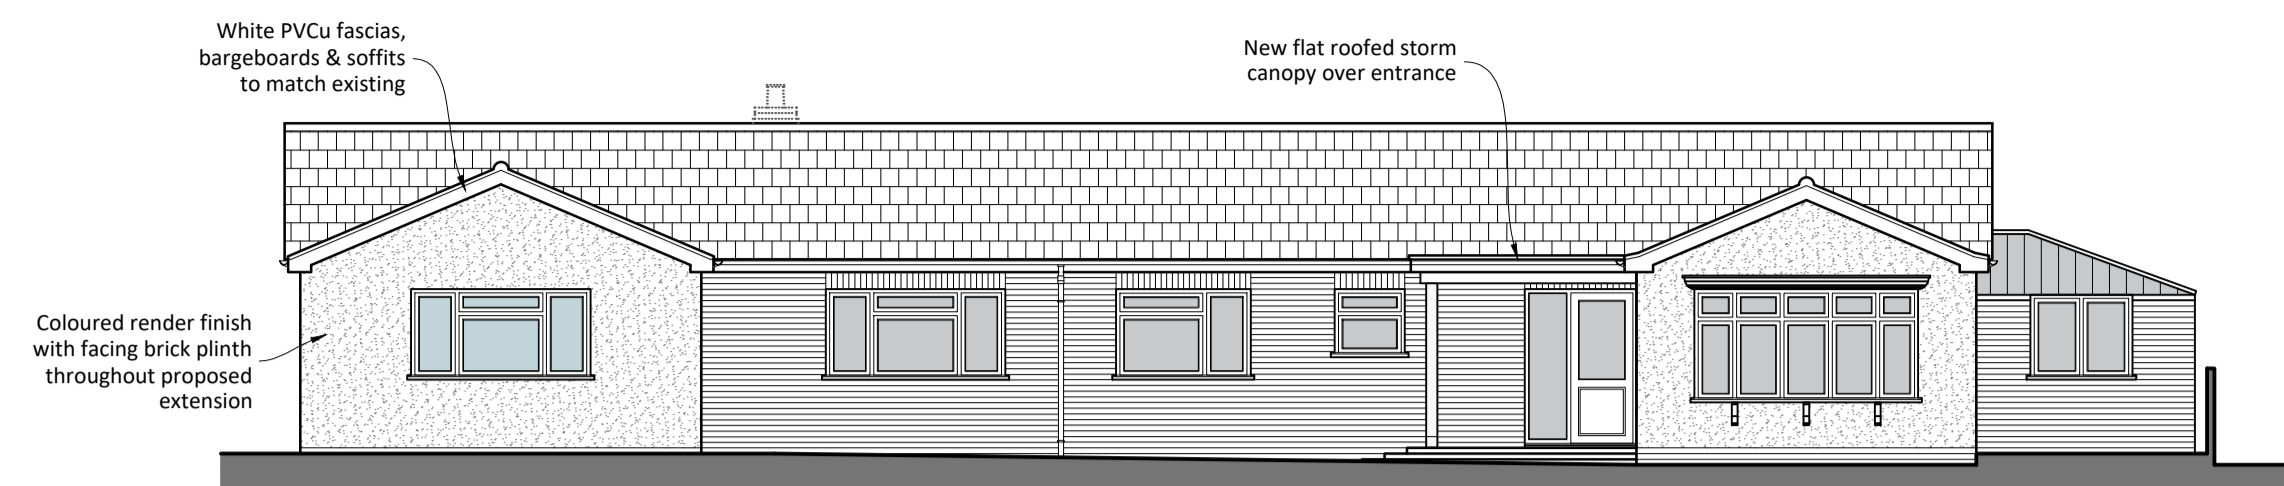 White PVCu fascias,
bargeboards & soffits
to match existing
New flat roofed storm
canopy over entrance
Coloured render finish
with facing brick plinth
throughout proposed
extension